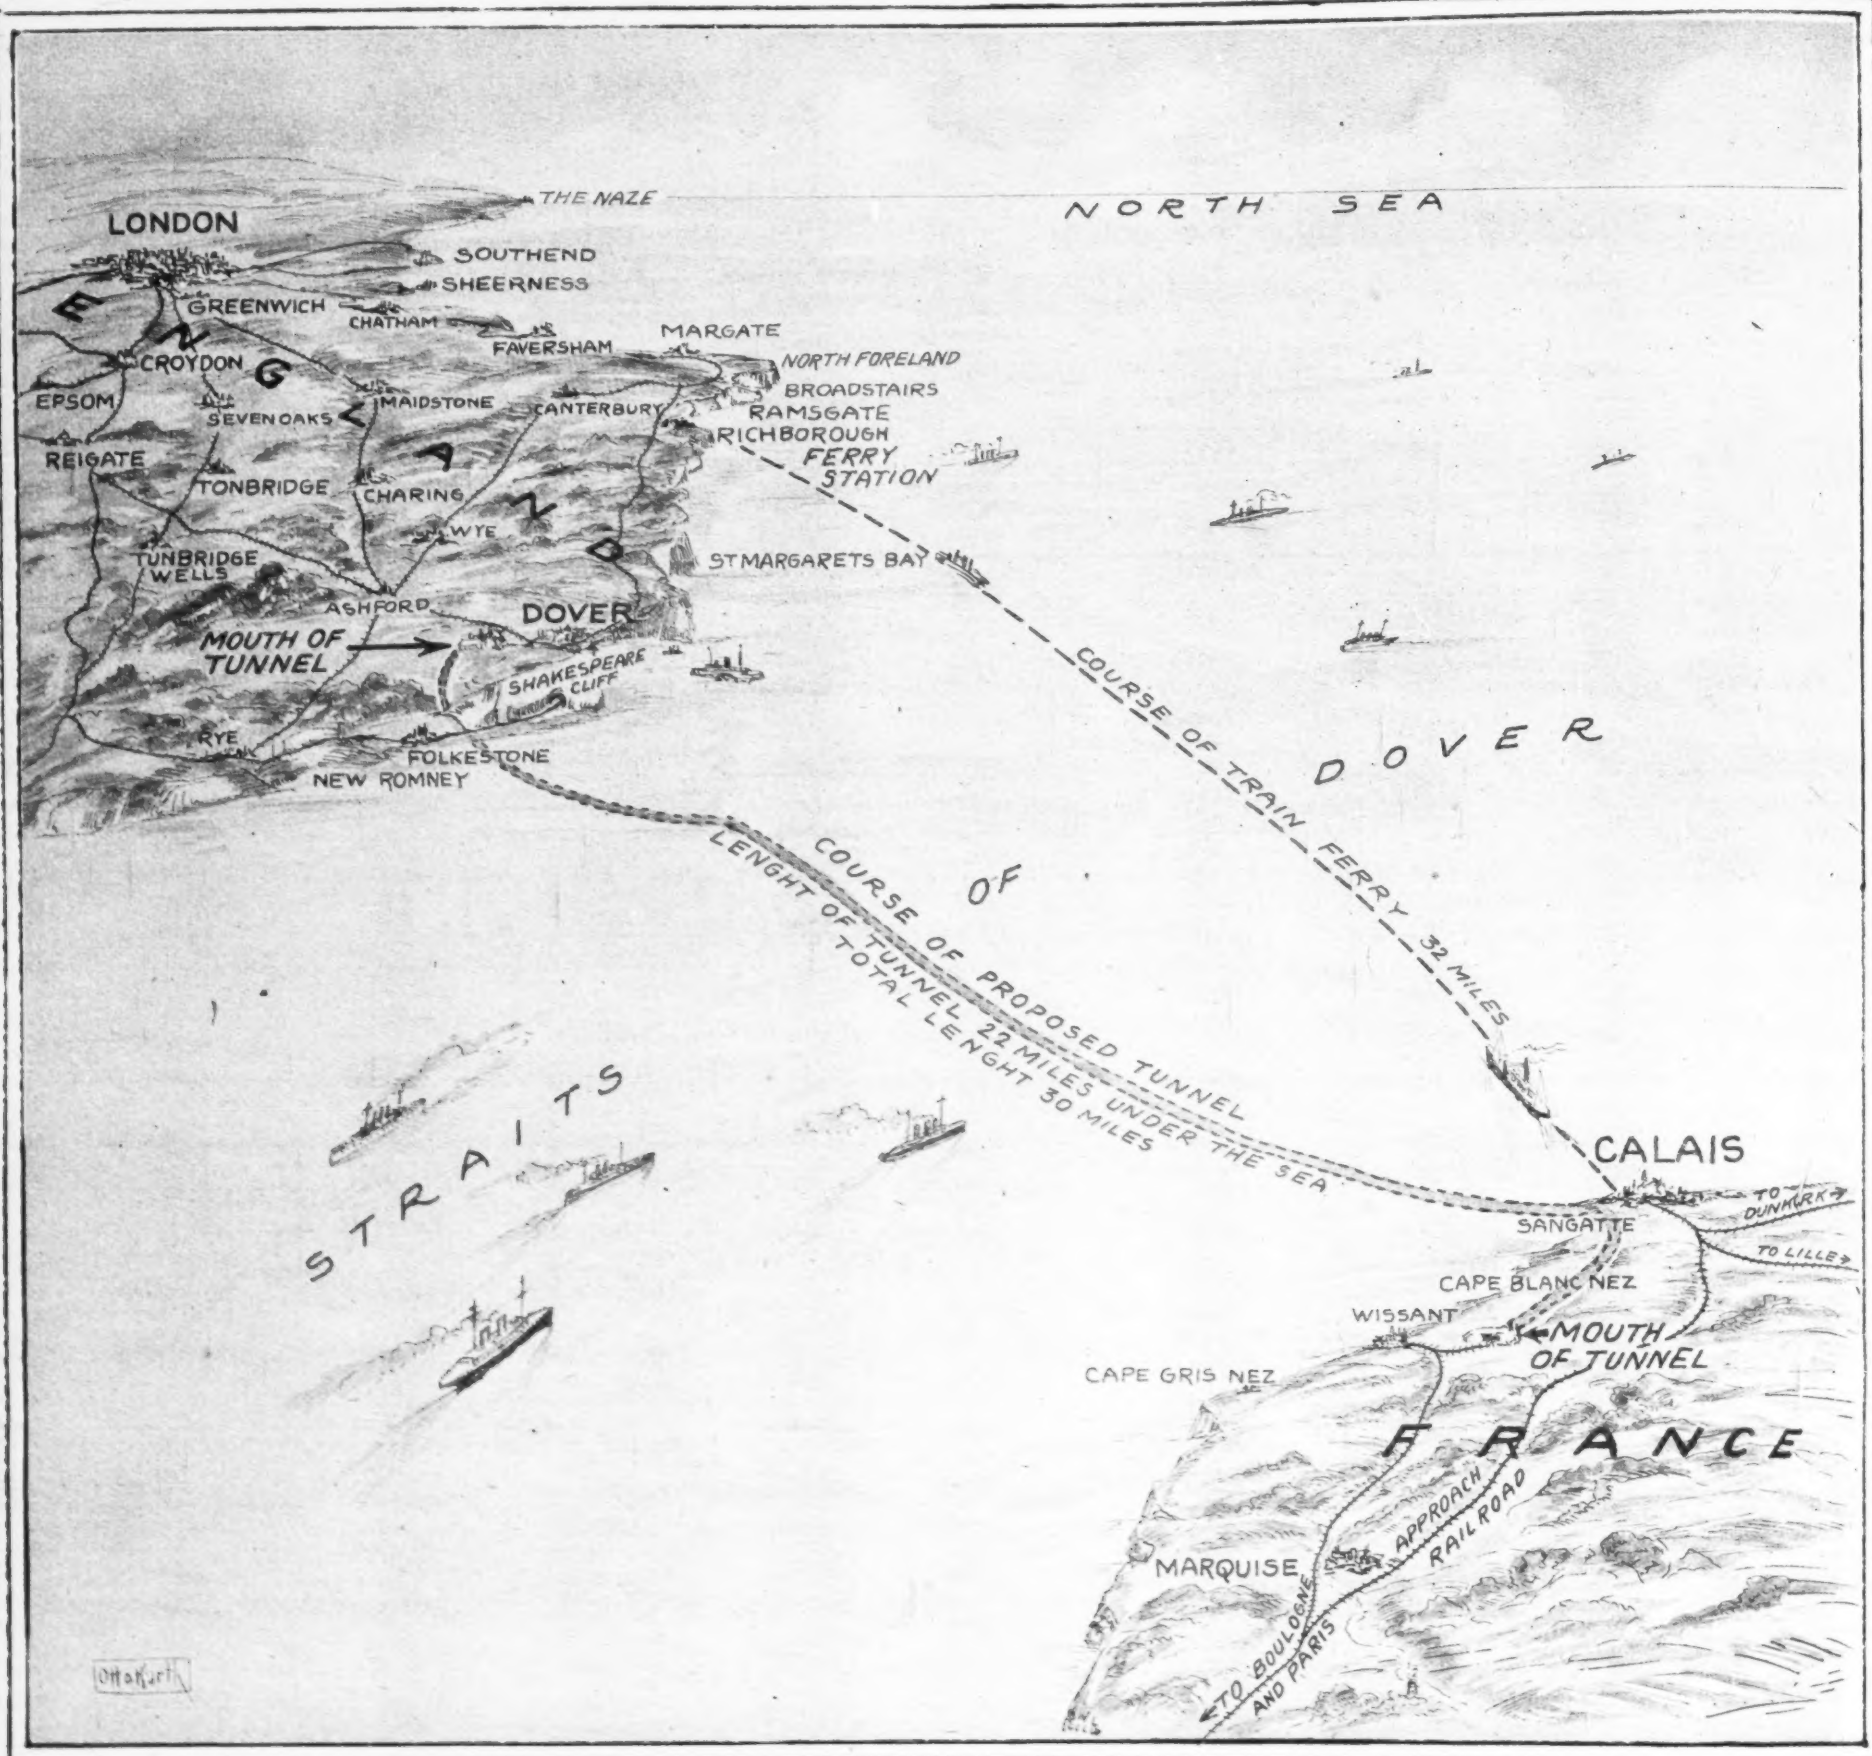 THE NAZE
NORTH SEA
LONDON
SOUTHEND
SHEERNESS
ENGLAND
GREENWICH
CHATHAM
FAVERSHAM
MARGATE
NORTH FORELAND
CROYDON
BROADSTAIRS
EPSOM
SEVENOAKS
MAIDSTONE
CANTERBURY
RAMSGATE
RICHBOROUGH
FERRY
STATION
REIGATE
TONBRIDGE
CHARING
WYE
TUNBRIDGE
WELLS
ST MARGARETS BAY
ASHFORD
DOVER
MOUTH OF
TUNNEL
SHAKESPEARE
CLIFF
RYE
FOLKESTONE
NEW ROMNEY
COURSE OF TRAIN FERRY 32 MILES
STRAITS
OF
DOVER
COURSE OF PROPOSED TUNNEL
LENGHT OF TUNNEL 22 MILES UNDER THE SEA
TOTAL LENGHT 30 MILES
CALAIS
TO
DUNKIRK
SANGATTE
TO LILLE
CAPE BLANC NEZ
WISSANT
MOUTH
OF TUNNEL
CAPE GRIS NEZ
FRANCE
APPROACH
RAILROAD
MARQUISE
TO BOULOGNE
AND PARIS
Otto Kurth